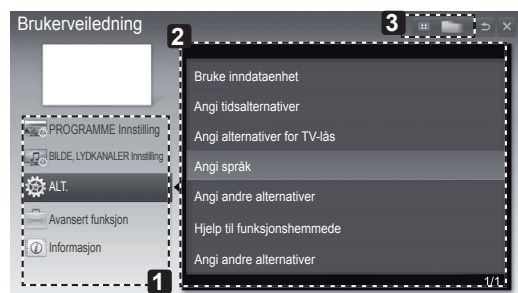 Brukerveiledning
2
3
Bruke inndataenhet
Angi tidsalternativer
Angi alternativer for TV-lås
Angi språk
Angi andre alternativer
Hjelp til funksjonshemmede
Angi andre alternativer
1/1
PROGRAMME Innstilling
BILDE, LYDKANALER Innstilling
ALT.
Avansert funksjon
Informasjon
1